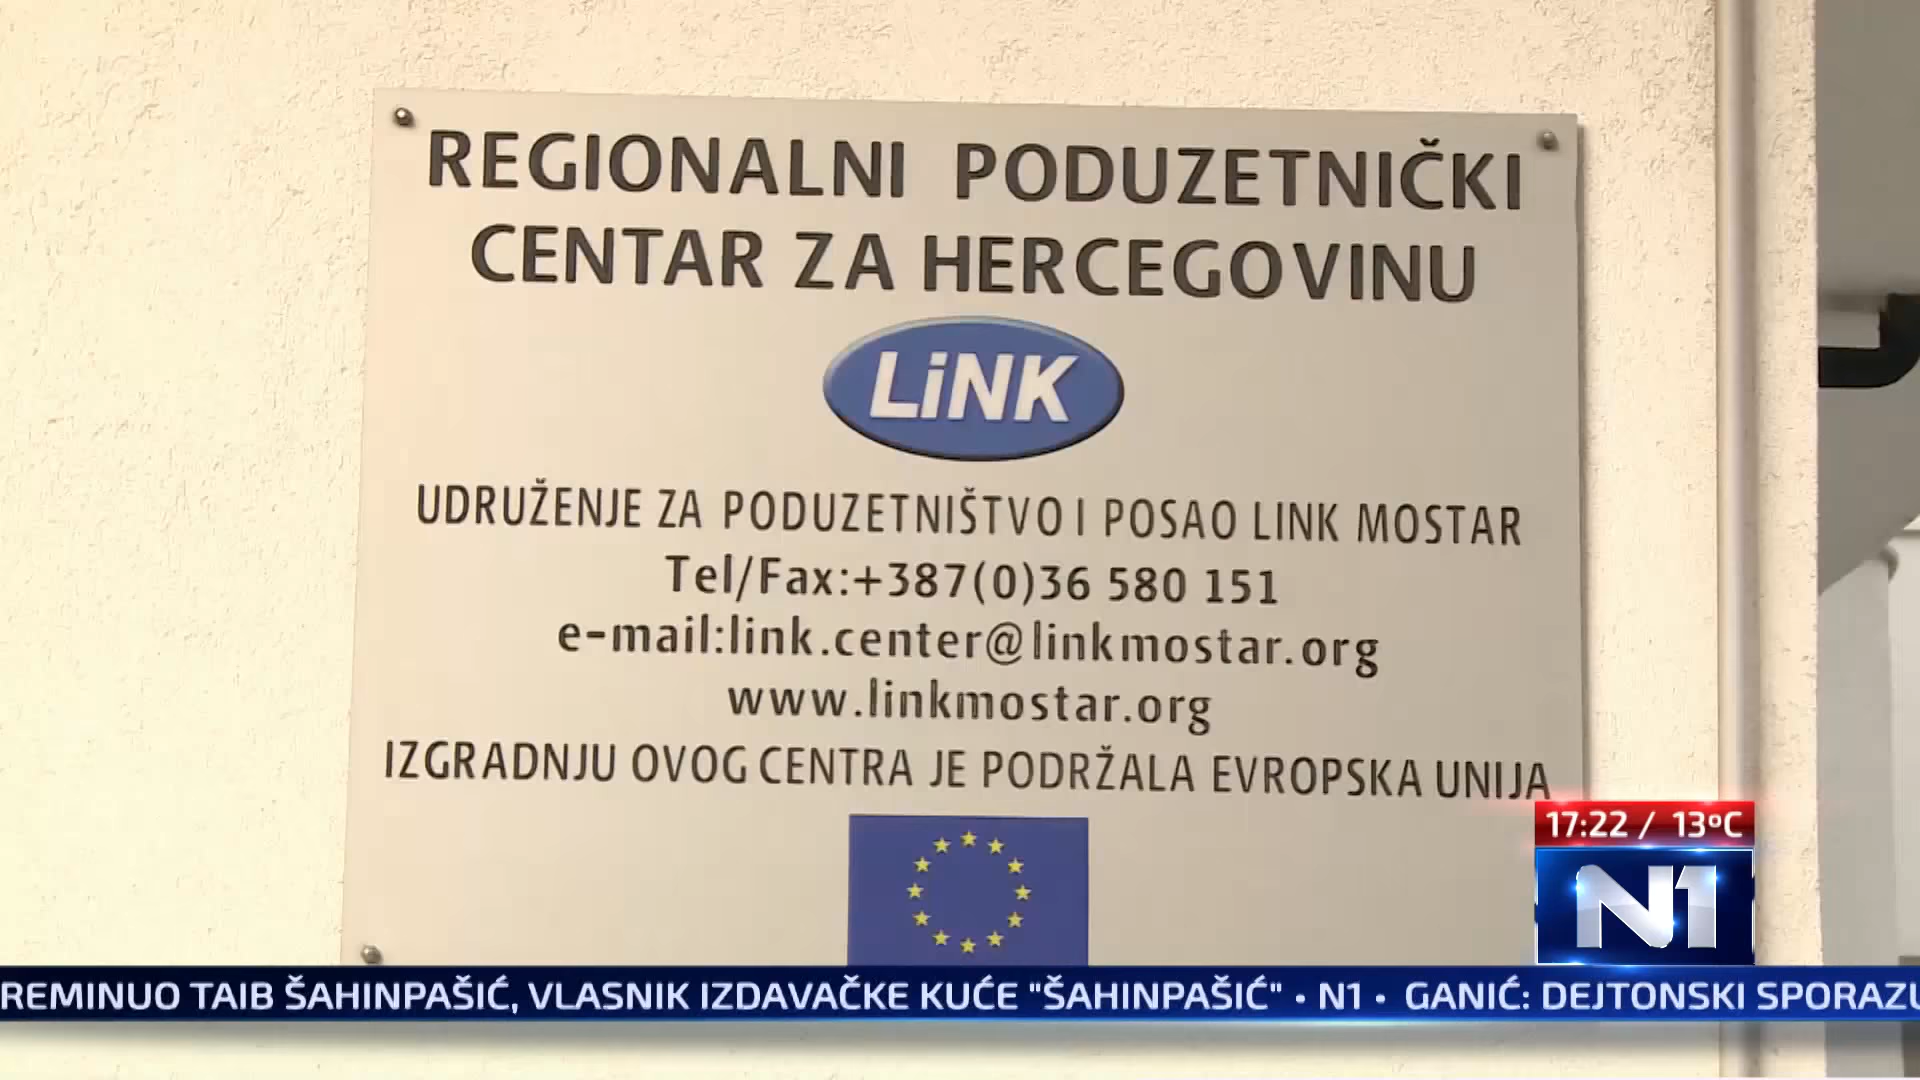 REGIONALNI PODUZETNIČKI
CENTAR ZA HERCEGOVINU
LiNK
UDRUŽENJE ZA PODUZETNIŠTVO I POSAO LINK MOSTAR
Tel/Fax:+387(0)36 580 151
e-mail:link.center@linkmostar.org
www.linkmostar.org
IZGRADNJU OVOG CENTRA JE PODRŽALA EVROPSKA UNIJA
17:22 / 13ºC
N1
REMINUO TAIB ŠAHINPAŠIĆ, VLASNIK IZDAVAČKE KUĆE "ŠAHINPAŠIĆ" • N1 • GANIĆ: DEJTONSKI SPORAZU